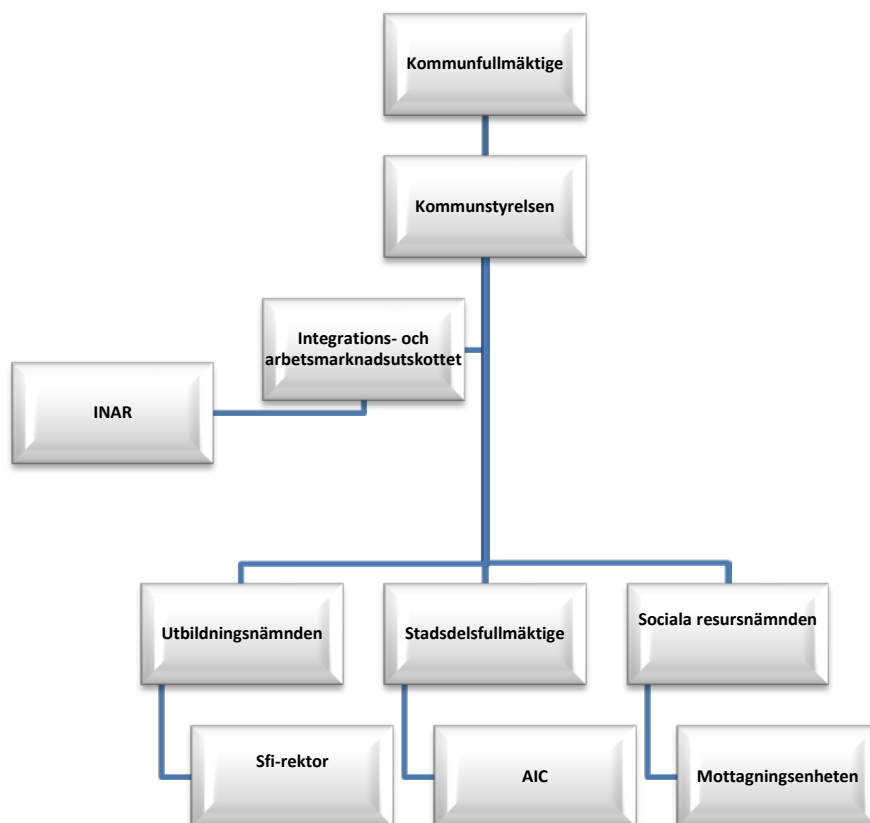 Kommunfullmäktige
Kommunstyrelsen
Integrations- och
arbetsmarknadsutskottet
INAR
Utbildningsnämnden
Stadsdelsfullmäktige
Sociala resursnämnden
Sfi-rektor
AIC
Mottagningsenheten